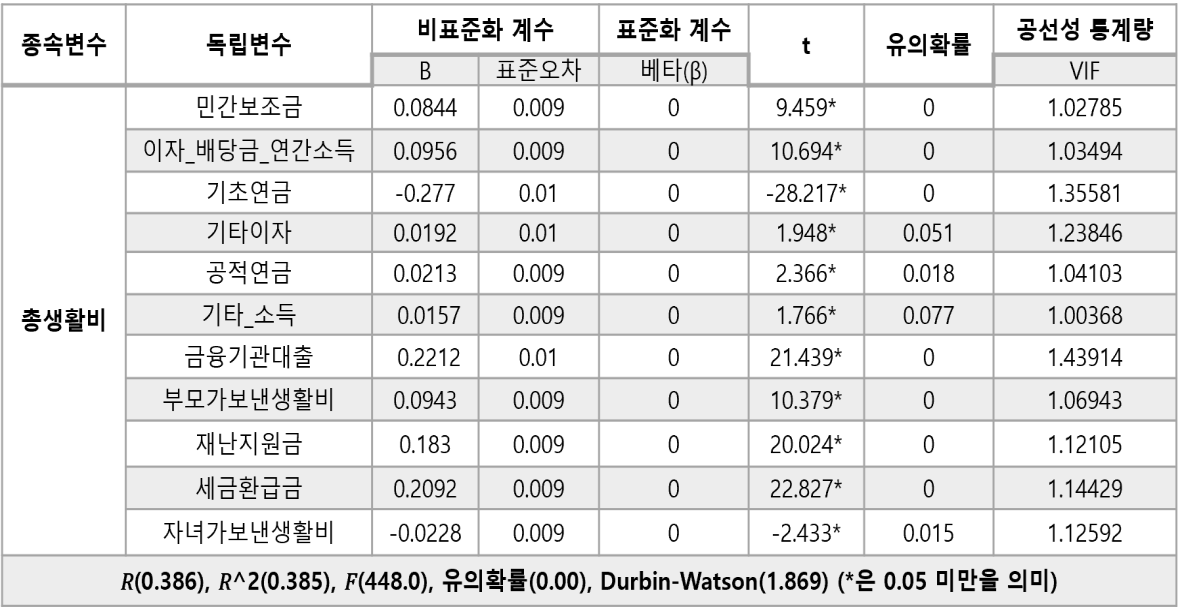 종속변수 독립변수 비표준화 계수 표준화 계수 t 유의확률 공선성 통계량
B 표준오차 베타(β) VIF
총생활비
민간보조금 0.0844 0.009 0 9.459* 0 1.02785
이자_배당금_연간소득 0.0956 0.009 0 10.694* 0 1.03494
기초연금 -0.277 0.01 0 -28.217* 0 1.35581
기타이자 0.0192 0.01 0 1.948* 0.051 1.23846
공적연금 0.0213 0.009 0 2.366* 0.018 1.04103
기타_소득 0.0157 0.009 0 1.766* 0.077 1.00368
금융기관대출 0.2212 0.01 0 21.439* 0 1.43914
부모가보낸생활비 0.0943 0.009 0 10.379* 0 1.06943
재난지원금 0.183 0.009 0 20.024* 0 1.12105
세금환급금 0.2092 0.009 0 22.827* 0 1.14429
자녀가보낸생활비 -0.0228 0.009 0 -2.433* 0.015 1.12592
R(0.386), R^2(0.385), F(448.0), 유의확률(0.00), Durbin-Watson(1.869) (*은 0.05 미만을 의미)